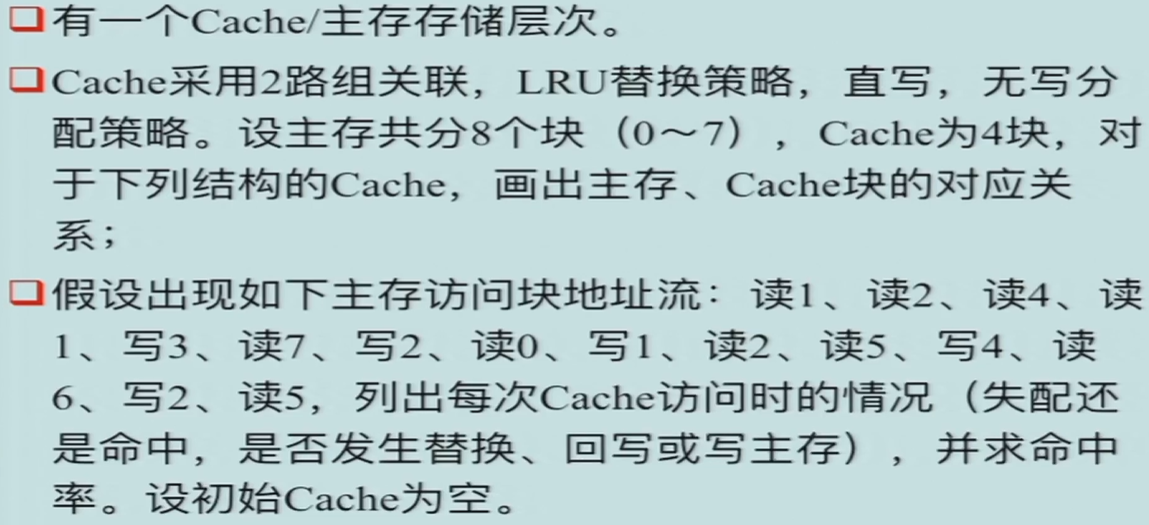 有一个Cache/主存存储层次。
Cache采用2路组关联，LRU替换策略，直写，无写分
配策略。设主存共分8个块（0～7），Cache为4块，对
于下列结构的Cache，画出主存、Cache块的对应关
系；
假设出现如下主存访问块地址流：读1、读2、读4、读
1、写3、读7、写2、读0、写1、读2、读5、写4、读
6、写2、读5，列出每次Cache访问时的情况（失配还
是命中，是否发生替换、回写或写主存），并求命中
率。设初始Cache为空。